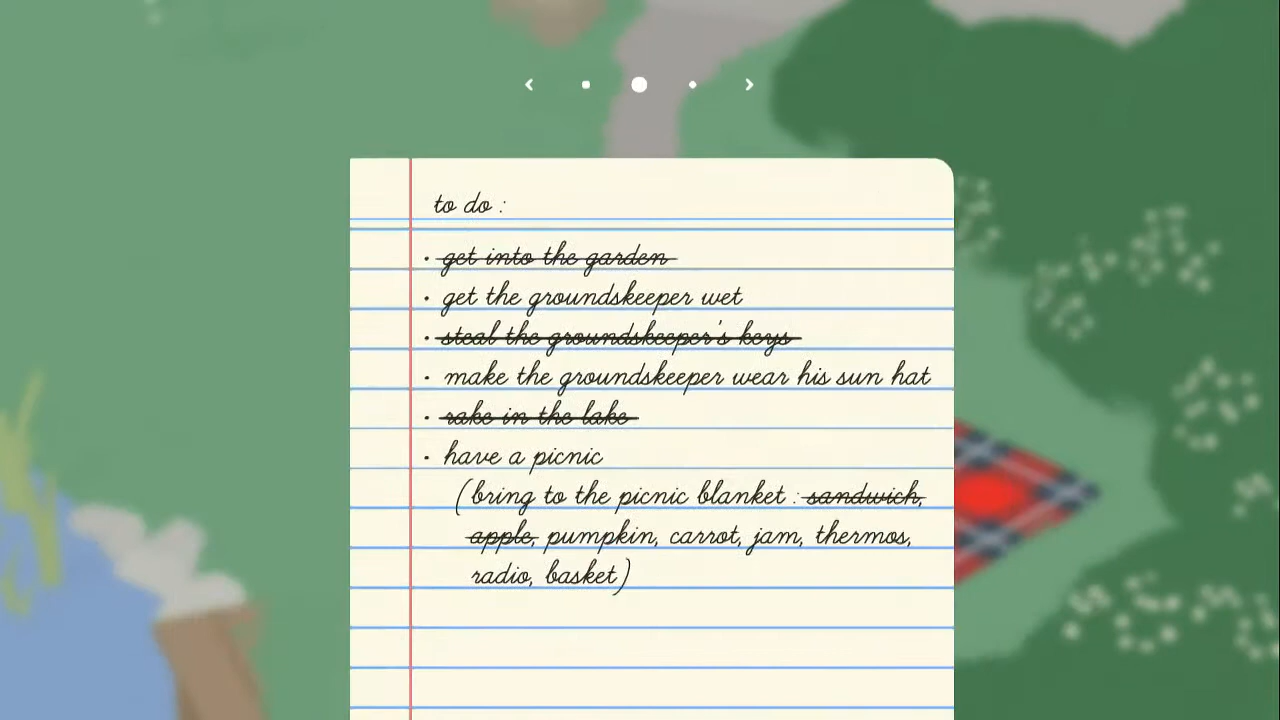 to do :
• get into the garden
• get the groundskeeper wet
• steal the groundskeeper's keys
• make the groundskeeper wear his sun hat
• rake in the lake
• have a picnic
(bring to the picnic blanket : sandwich,
apple, pumpkin, carrot, jam, thermos,
radio, basket)